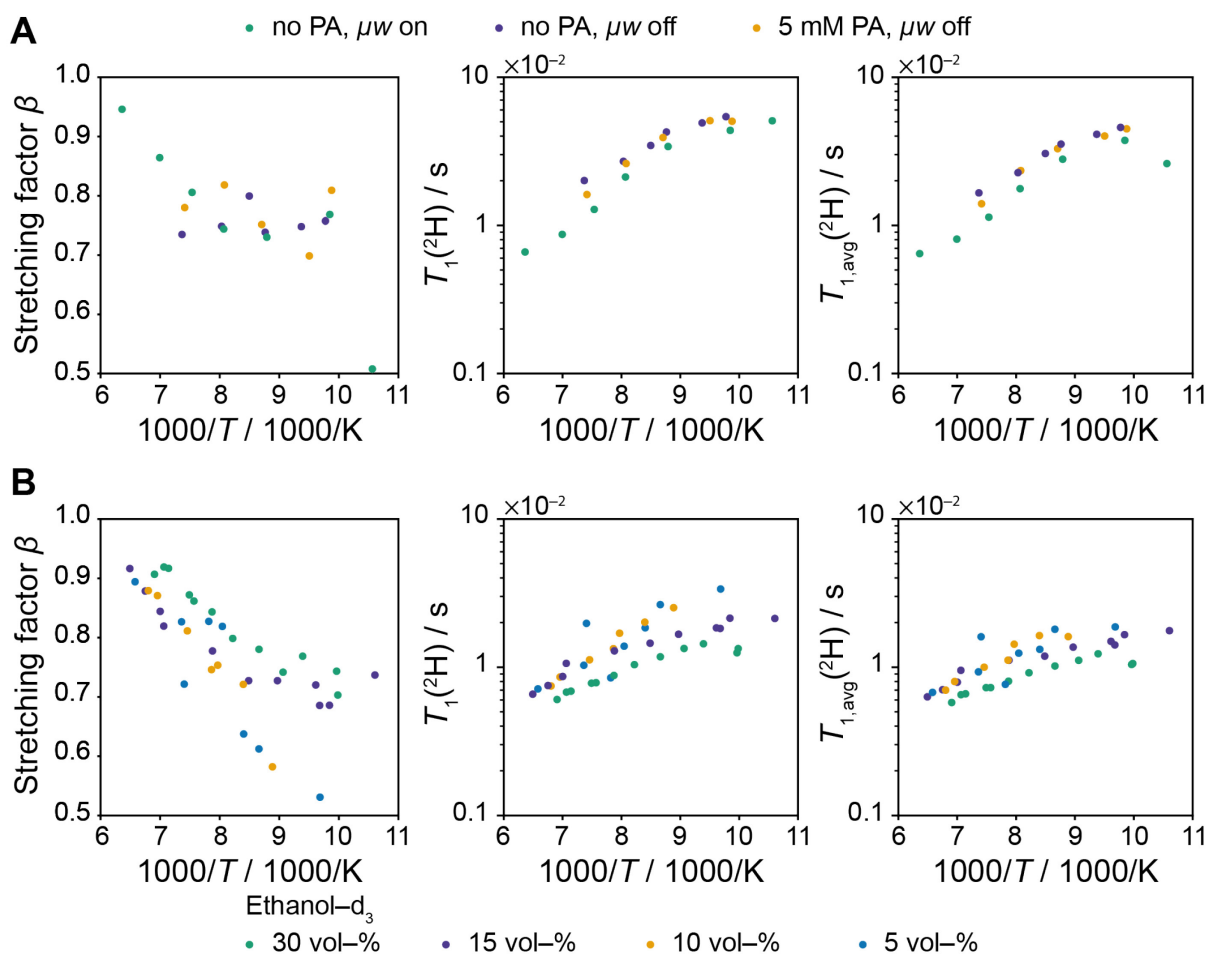 A
no PA, μw on
no PA, μw off
5 mM PA, μw off
Stretching factor β
1.0
0.9
0.8
0.7
0.6
0.5
6 7 8 9 10 11
1000/T / 1000/K
×10⁻²
T₁(²H) / s
10
1
0.1
6 7 8 9 10 11
1000/T / 1000/K
×10⁻²
T₁,avg(²H) / s
10
1
0.1
6 7 8 9 10 11
1000/T / 1000/K
B
Stretching factor β
1.0
0.9
0.8
0.7
0.6
0.5
6 7 8 9 10 11
1000/T / 1000/K
×10⁻²
T₁(²H) / s
10
1
0.1
6 7 8 9 10 11
1000/T / 1000/K
×10⁻²
T₁,avg(²H) / s
10
1
0.1
6 7 8 9 10 11
1000/T / 1000/K
Ethanol–d₃
30 vol–%
15 vol–%
10 vol–%
5 vol–%